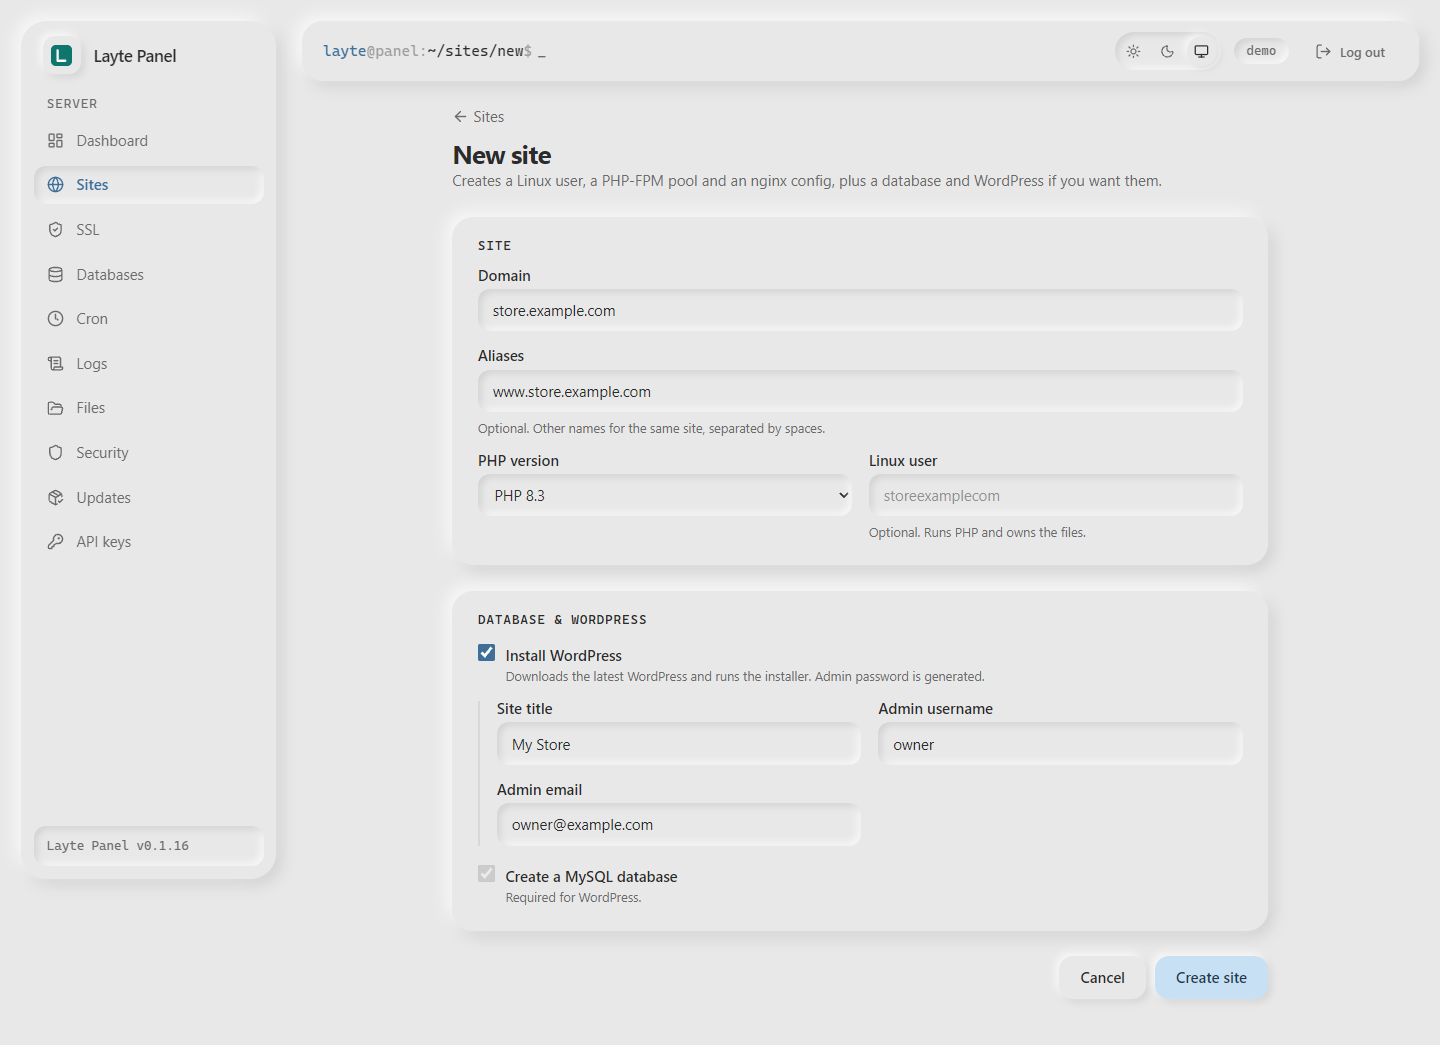 Layte Panel
SERVER
Dashboard
Sites
SSL
Databases
Cron
Logs
Files
Security
Updates
API keys
Layte Panel v0.1.16
layte@panel:~/sites/new$ _
demo
Log out
← Sites
New site
Creates a Linux user, a PHP-FPM pool and an nginx config, plus a database and WordPress if you want them.
SITE
Domain
store.example.com
Aliases
www.store.example.com
Optional. Other names for the same site, separated by spaces.
PHP version
PHP 8.3
Linux user
storeexamplecom
Optional. Runs PHP and owns the files.
DATABASE & WORDPRESS
Install WordPress
Downloads the latest WordPress and runs the installer. Admin password is generated.
Site title
My Store
Admin username
owner
Admin email
owner@example.com
Create a MySQL database
Required for WordPress.
Cancel
Create site